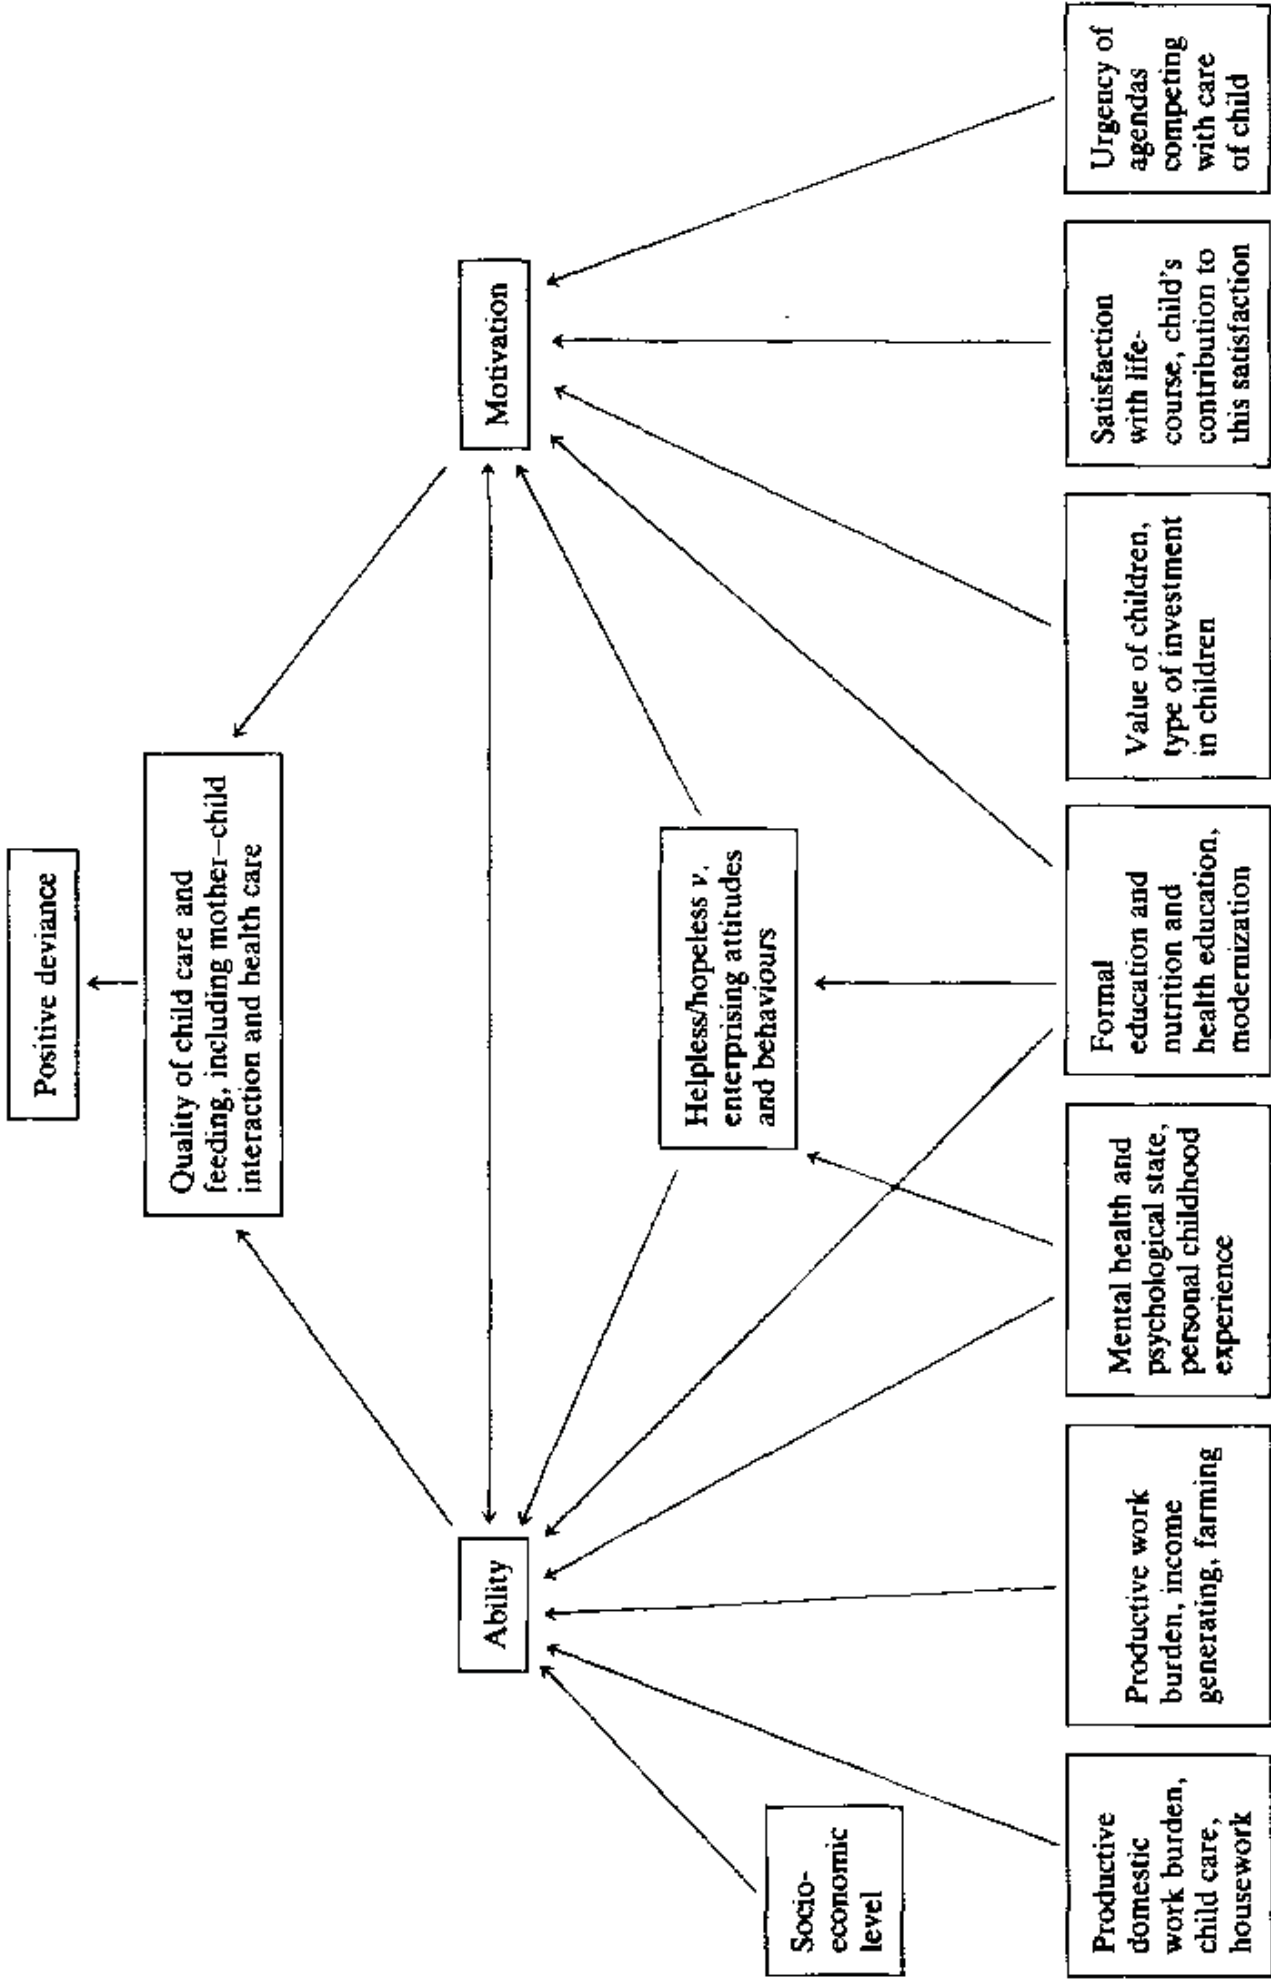 Positive deviance
Quality of child care and
feeding, including mother–child
interaction and health care
Ability
Motivation
Helpless/hopeless v.
enterprising attitudes
and behaviours
Socio-
economic
level
Productive
domestic
work burden,
child care,
housework
Productive work
burden, income
generating, farming
Mental health and
psychological state,
personal childhood
experience
Formal
education and
nutrition and
health education,
modernization
Value of children,
type of investment
in children
Satisfaction
with life-
course, child's
contribution to
this satisfaction
Urgency of
agendas
competing
with care
of child